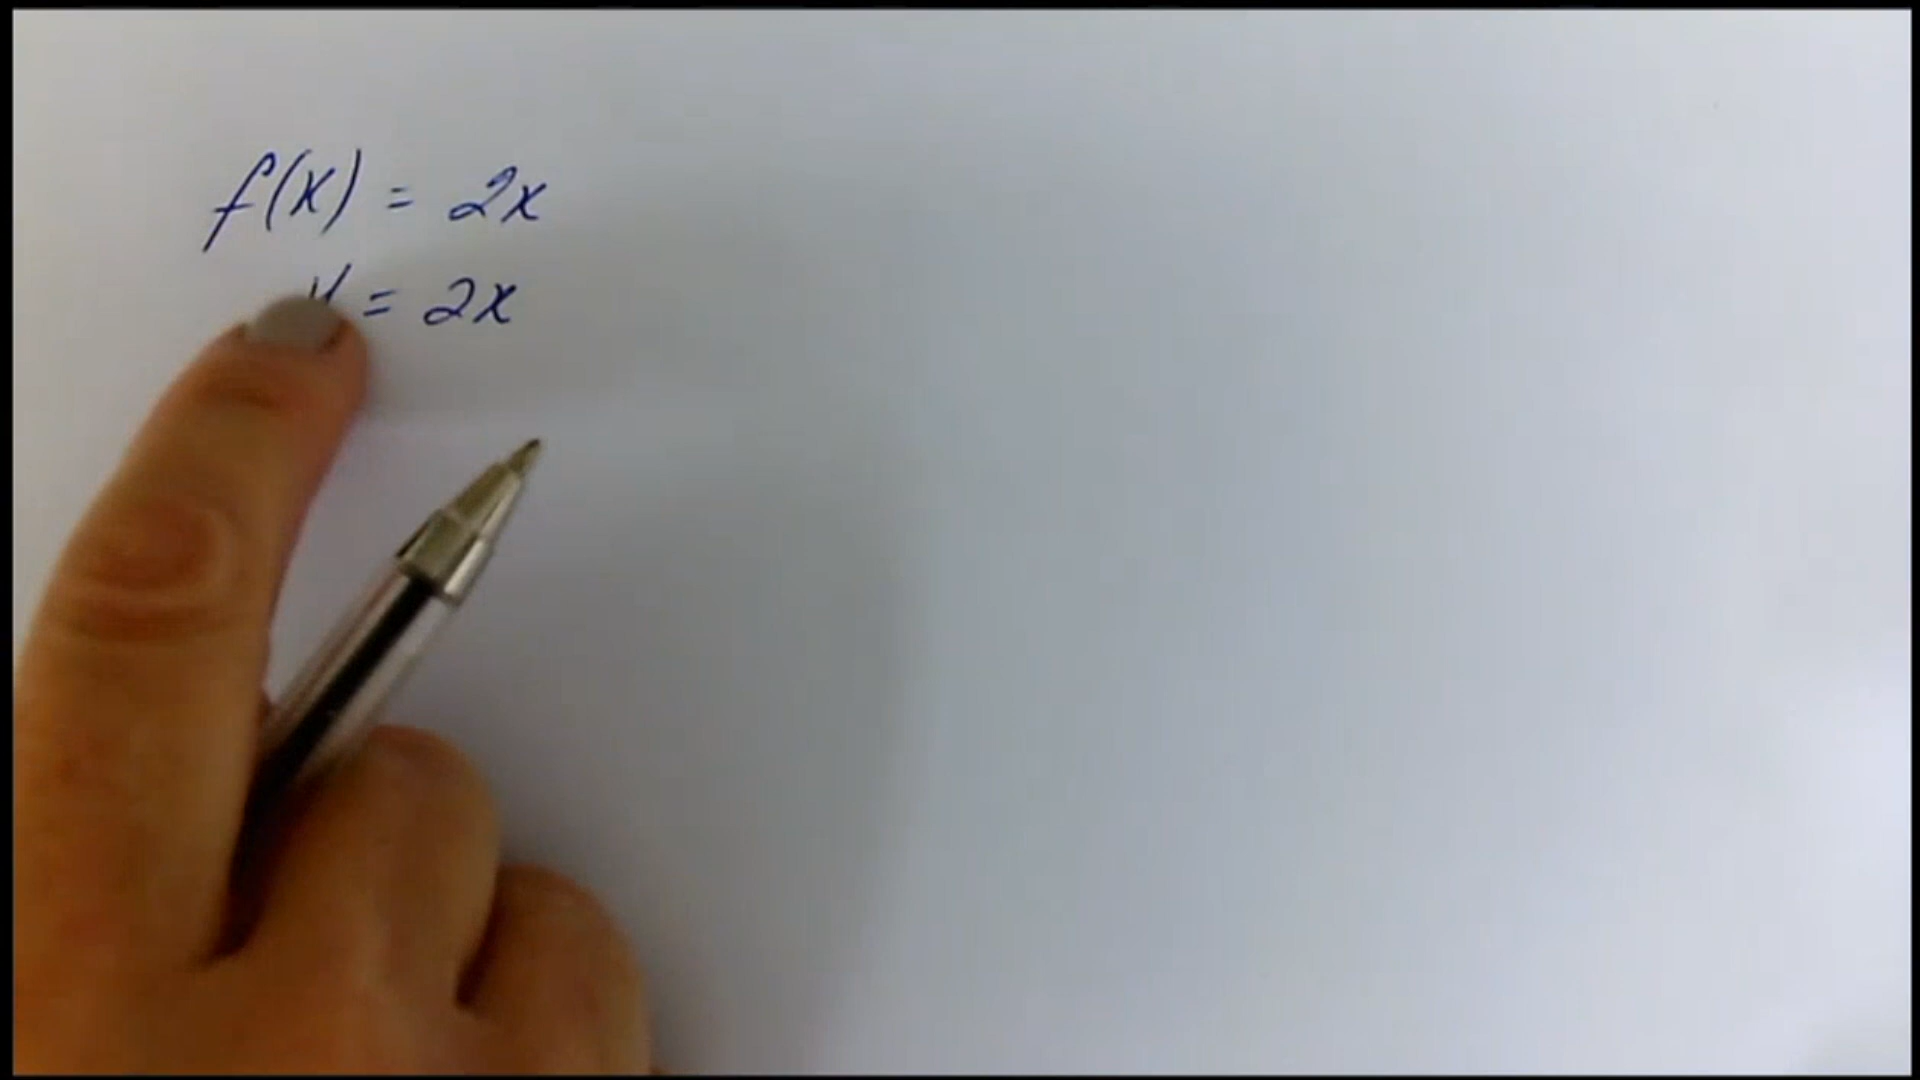 f(x) = 2x
y = 2x